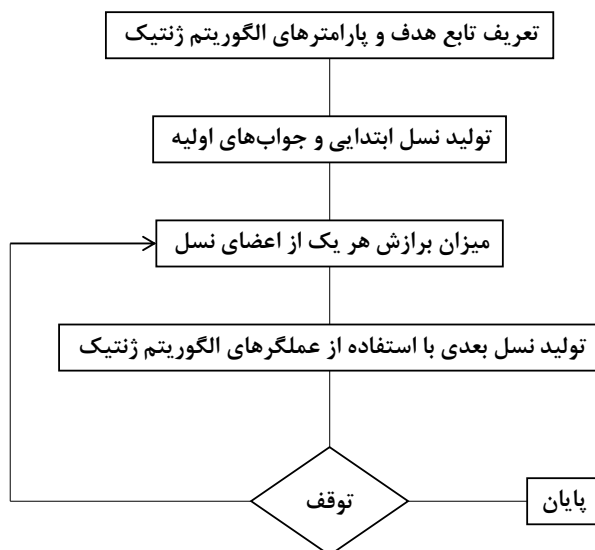 تعریف تابع هدف و پارامترهای الگوریتم ژنتیک
تولید نسل ابتدایی و جواب‌های اولیه
میزان برازش هر یک از اعضای نسل
تولید نسل بعدی با استفاده از عملگرهای الگوریتم ژنتیک
توقف
پایان